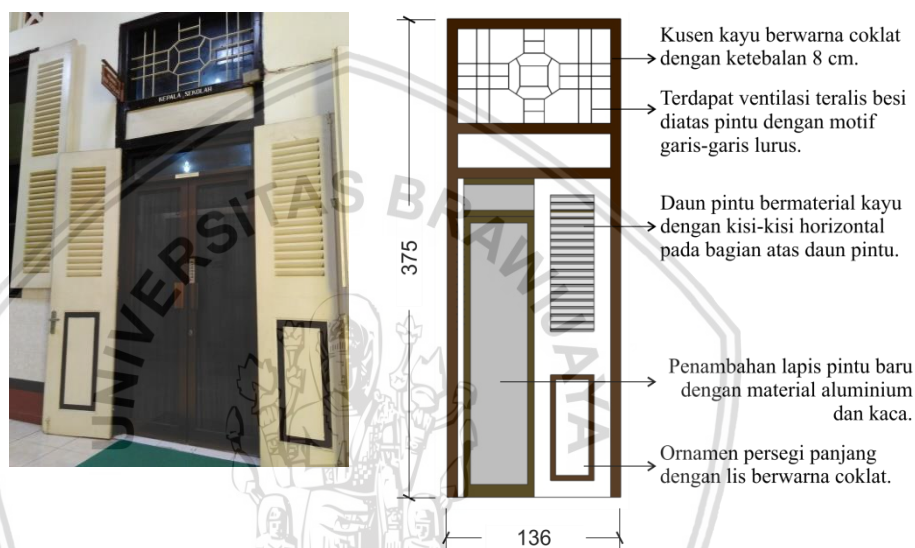 KEPALA SEKOLAH
Kusen kayu berwarna coklat
dengan ketebalan 8 cm.
Terdapat ventilasi teralis besi
diatas pintu dengan motif
garis-garis lurus.
Daun pintu bermaterial kayu
dengan kisi-kisi horizontal
pada bagian atas daun pintu.
Penambahan lapis pintu baru
dengan material aluminium
dan kaca.
Ornamen persegi panjang
dengan lis berwarna coklat.
375
136
UNIVERSITAS BRAWIJAYA